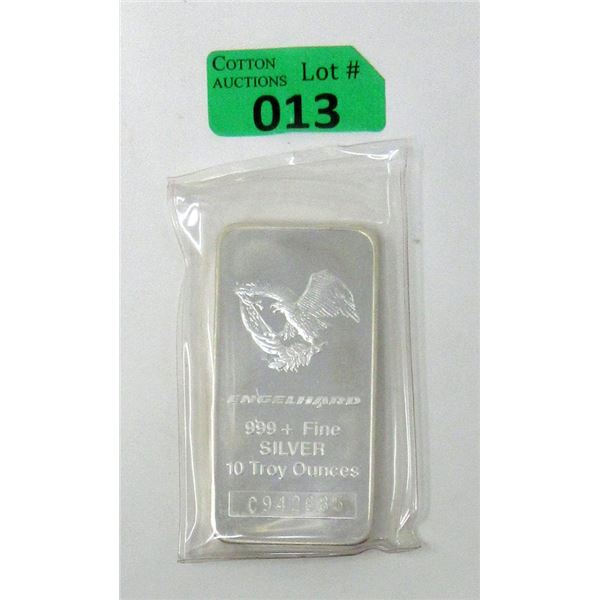 COTTON
AUCTIONS Lot #
013
ENGELHARD
999 + Fine
SILVER
10 Troy Ounces